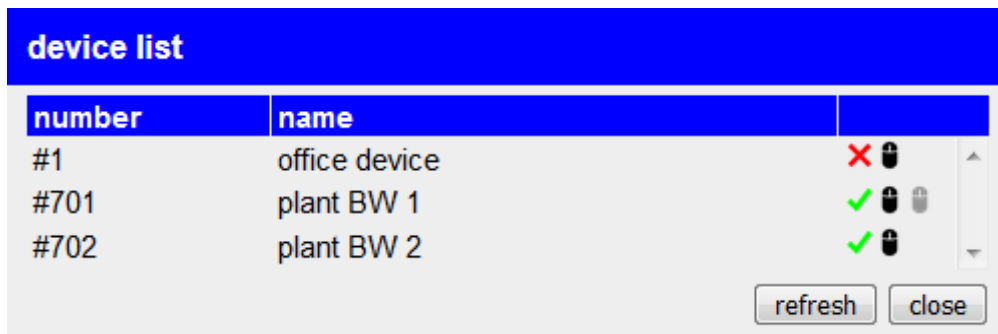 device list
number name
#1 office device
#701 plant BW 1
#702 plant BW 2
refresh close